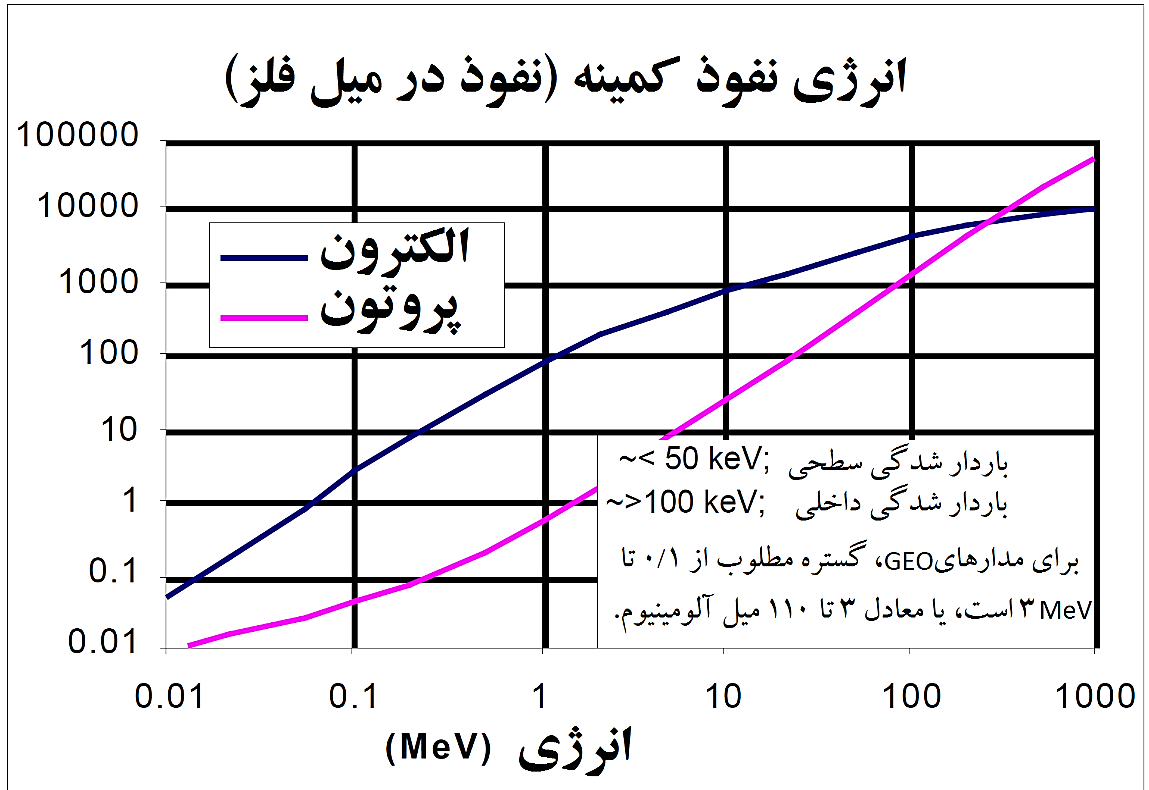 انرژی نفوذ کمینه (نفوذ در میل فلز)
100000
10000
1000
100
10
1
0.1
0.01
الکترون
پروتون
~< 50 keV; باردار شدگی سطحی
~>100 keV; باردار شدگی داخلی
برای مدارهایGEO، گستره مطلوب از ۰/۱ تا
۳ MeV است، یا معادل ۳ تا ۱۱۰ میل آلومینیوم.
0.01 0.1 1 10 100 1000
انرژی (MeV)